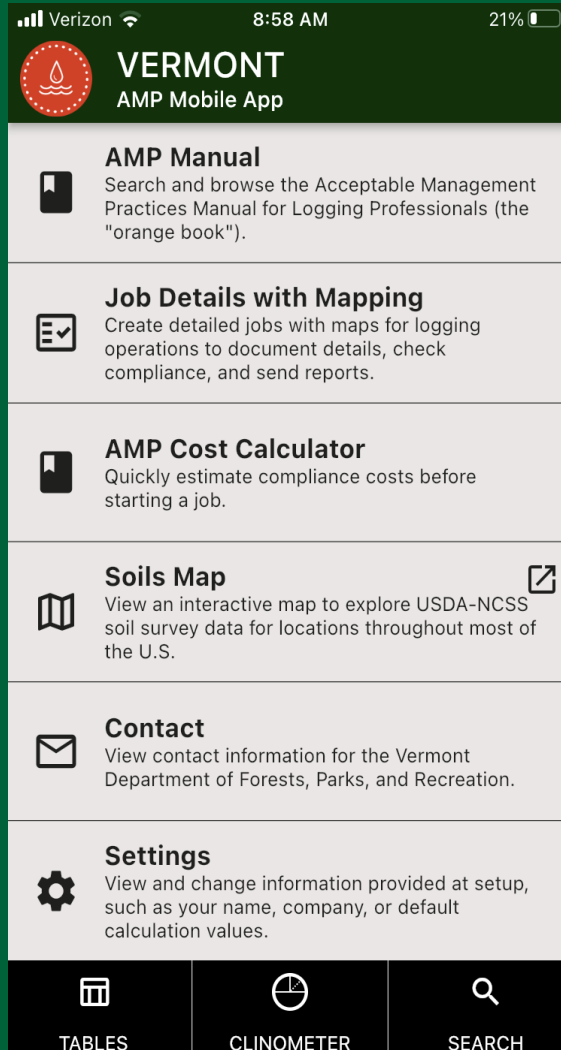 Verizon 8:58 AM 21%
VERMONT
AMP Mobile App
AMP Manual
Search and browse the Acceptable Management
Practices Manual for Logging Professionals (the
"orange book").
Job Details with Mapping
Create detailed jobs with maps for logging
operations to document details, check
compliance, and send reports.
AMP Cost Calculator
Quickly estimate compliance costs before
starting a job.
Soils Map
View an interactive map to explore USDA-NCSS
soil survey data for locations throughout most of
the U.S.
Contact
View contact information for the Vermont
Department of Forests, Parks, and Recreation.
Settings
View and change information provided at setup,
such as your name, company, or default
calculation values.
TABLES CLINOMETER SEARCH